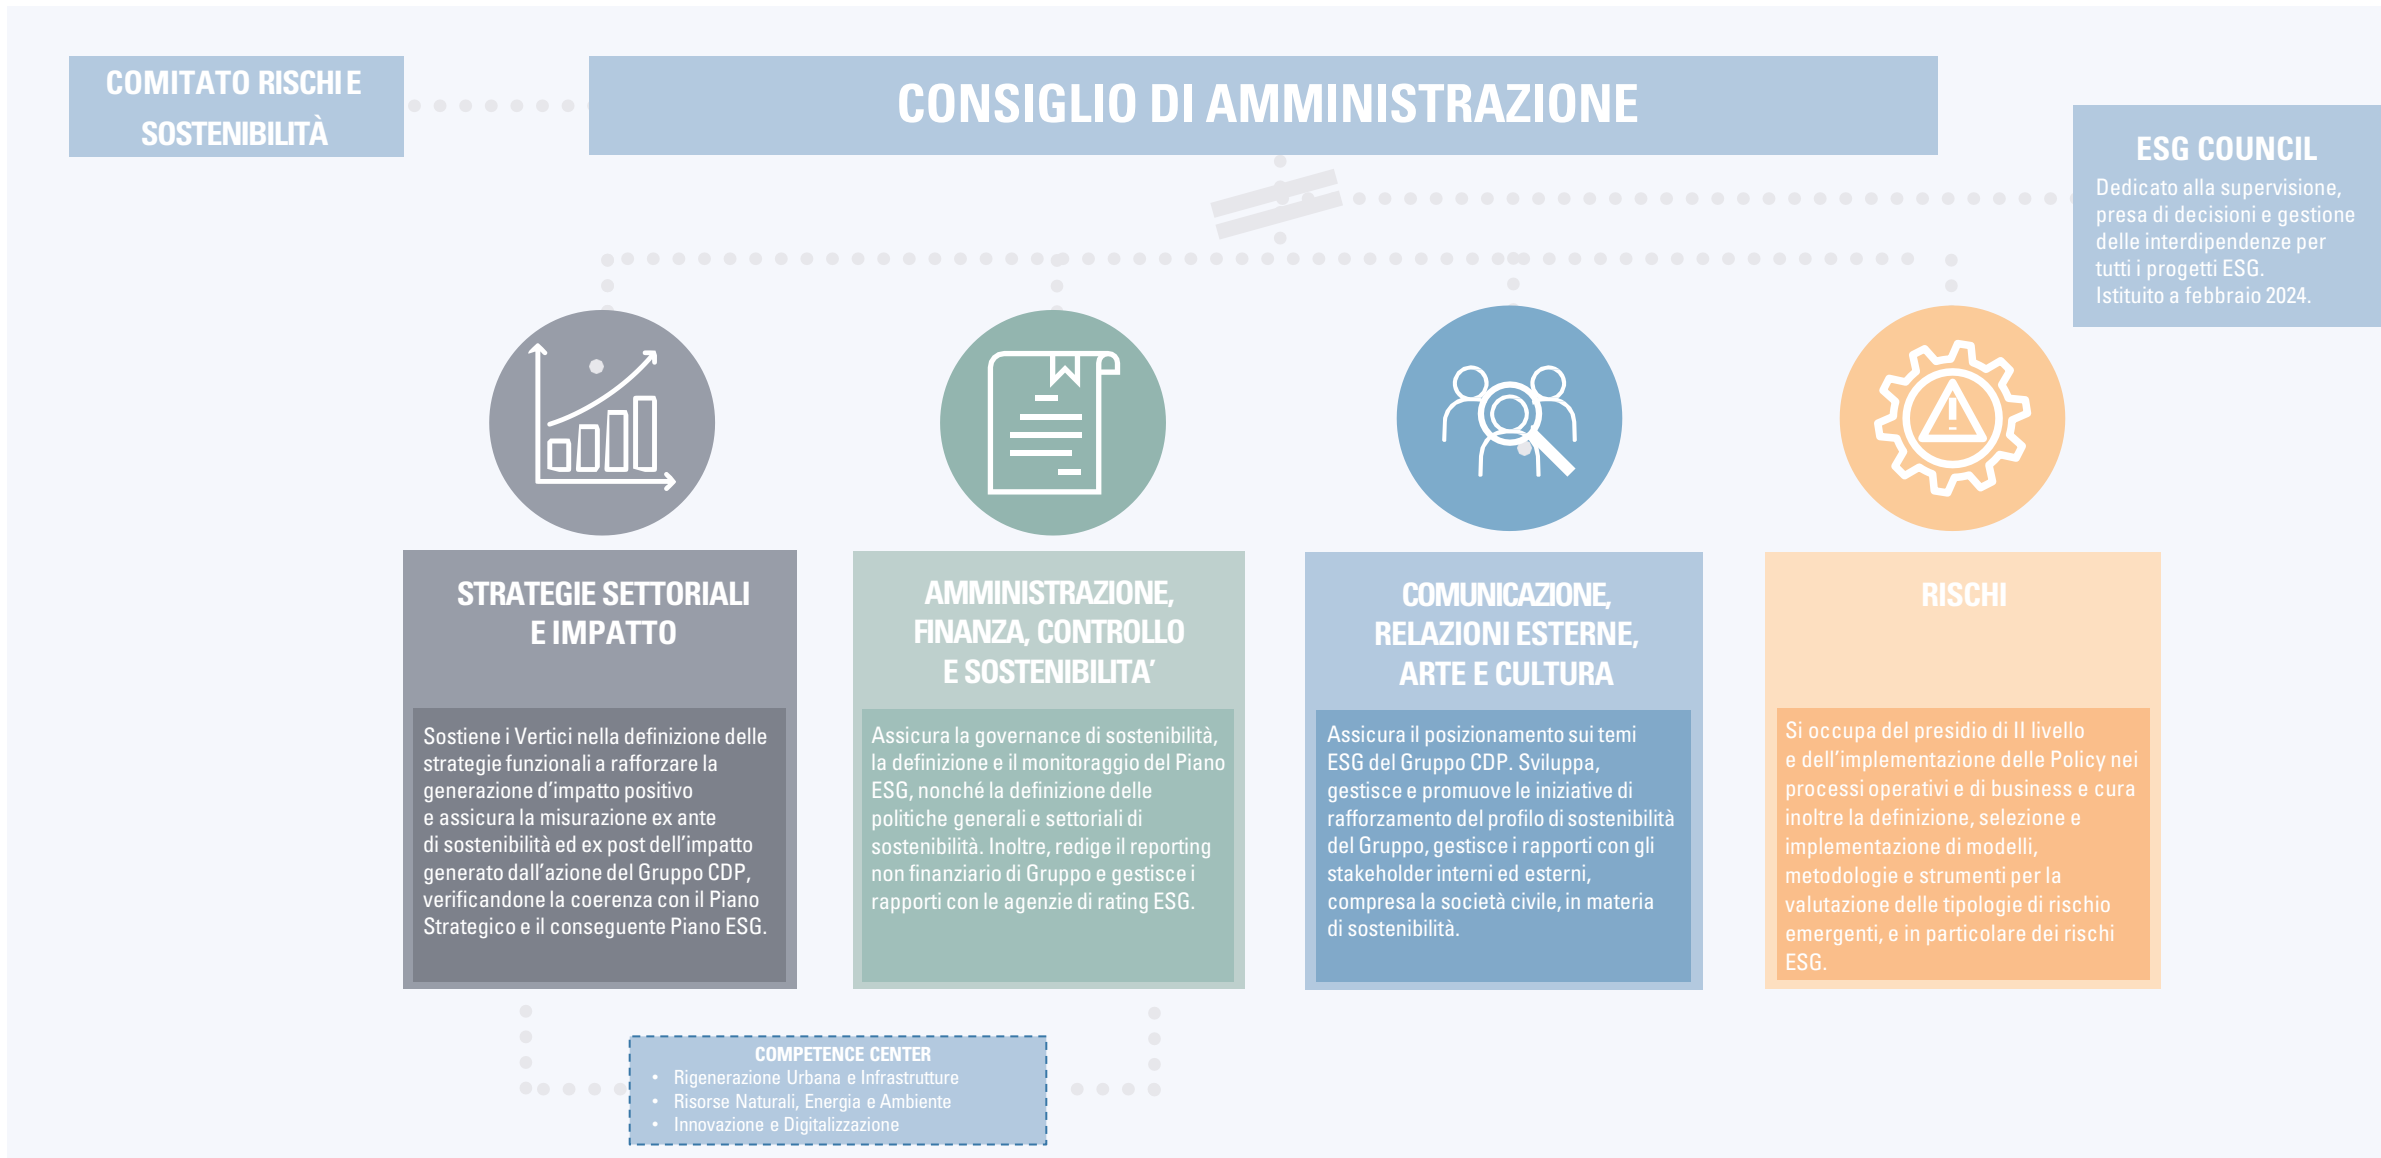 COMITATO RISCHI E
SOSTENIBILITÀ
CONSIGLIO DI AMMINISTRAZIONE
ESG COUNCIL
Dedicato alla supervisione,
presa di decisioni e gestione
delle interdipendenze per
tutti i progetti ESG.
Istituito a febbraio 2024.
STRATEGIE SETTORIALI
E IMPATTO
Sostiene i Vertici nella definizione delle
strategie funzionali a rafforzare la
generazione d’impatto positivo
e assicura la misurazione ex ante
di sostenibilità ed ex post dell’impatto
generato dall’azione del Gruppo CDP,
verificandone la coerenza con il Piano
Strategico e il conseguente Piano ESG.
AMMINISTRAZIONE,
FINANZA, CONTROLLO
E SOSTENIBILITA’
Assicura la governance di sostenibilità,
la definizione e il monitoraggio del Piano
ESG, nonché la definizione delle
politiche generali e settoriali di
sostenibilità. Inoltre, redige il reporting
non finanziario di Gruppo e gestisce i
rapporti con le agenzie di rating ESG.
COMUNICAZIONE,
RELAZIONI ESTERNE,
ARTE E CULTURA
Assicura il posizionamento sui temi
ESG del Gruppo CDP. Sviluppa,
gestisce e promuove le iniziative di
rafforzamento del profilo di sostenibilità
del Gruppo, gestisce i rapporti con gli
stakeholder interni ed esterni,
compresa la società civile, in materia
di sostenibilità.
RISCHI
Si occupa del presidio di II livello
e dell’implementazione delle Policy nei
processi operativi e di business e cura
inoltre la definizione, selezione e
implementazione di modelli,
metodologie e strumenti per la
valutazione delle tipologie di rischio
emergenti, e in particolare dei rischi
ESG.
COMPETENCE CENTER
• Rigenerazione Urbana e Infrastrutture
• Risorse Naturali, Energia e Ambiente
• Innovazione e Digitalizzazione